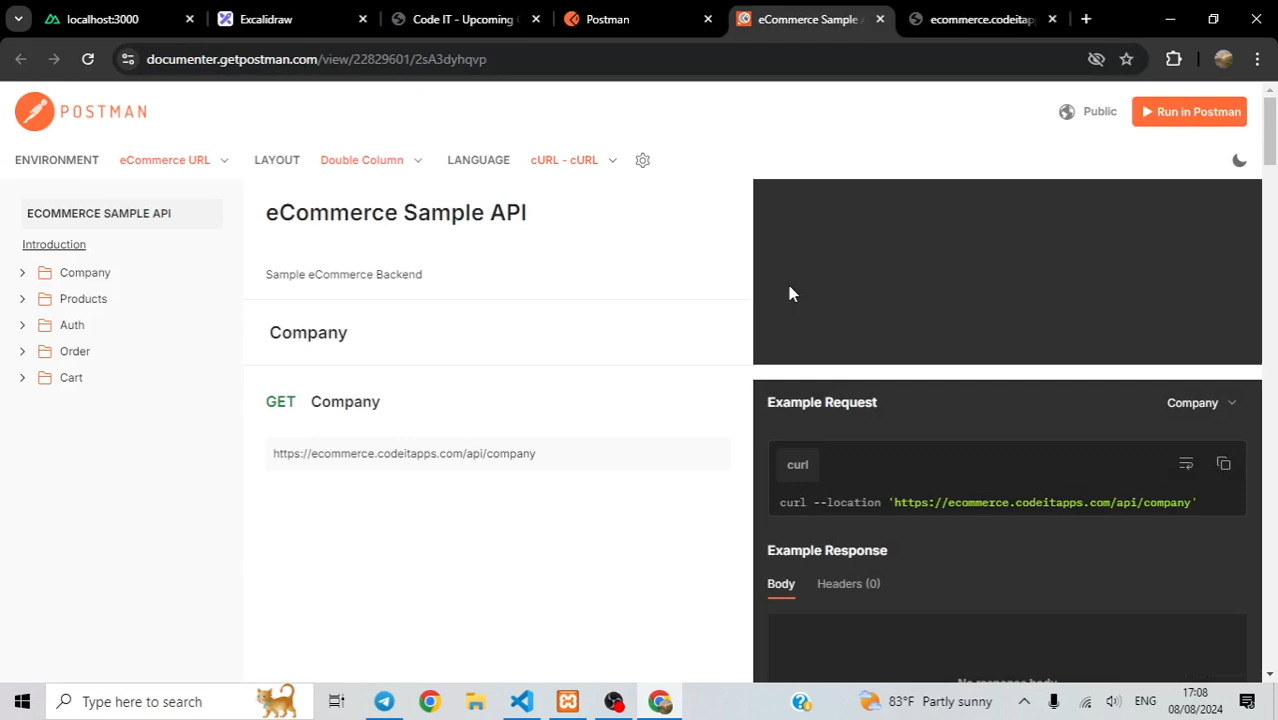 localhost:3000
Excalidraw
Code IT - Upcoming
Postman
eCommerce Sample A
ecommerce.codeitap
documenter.getpostman.com/view/22829601/2sA3dyhqvp
POSTMAN
Public
Run in Postman
ENVIRONMENT eCommerce URL LAYOUT Double Column LANGUAGE cURL - cURL
ECOMMERCE SAMPLE API
Introduction
Company
Products
Auth
Order
Cart
eCommerce Sample API
Sample eCommerce Backend
Company
GET Company
https://ecommerce.codeitapps.com/api/company
Example Request
Company
curl
curl --location 'https://ecommerce.codeitapps.com/api/company'
Example Response
Body Headers (0)
No response body
Type here to search
83°F Partly sunny
ENG
17:08
08/08/2024